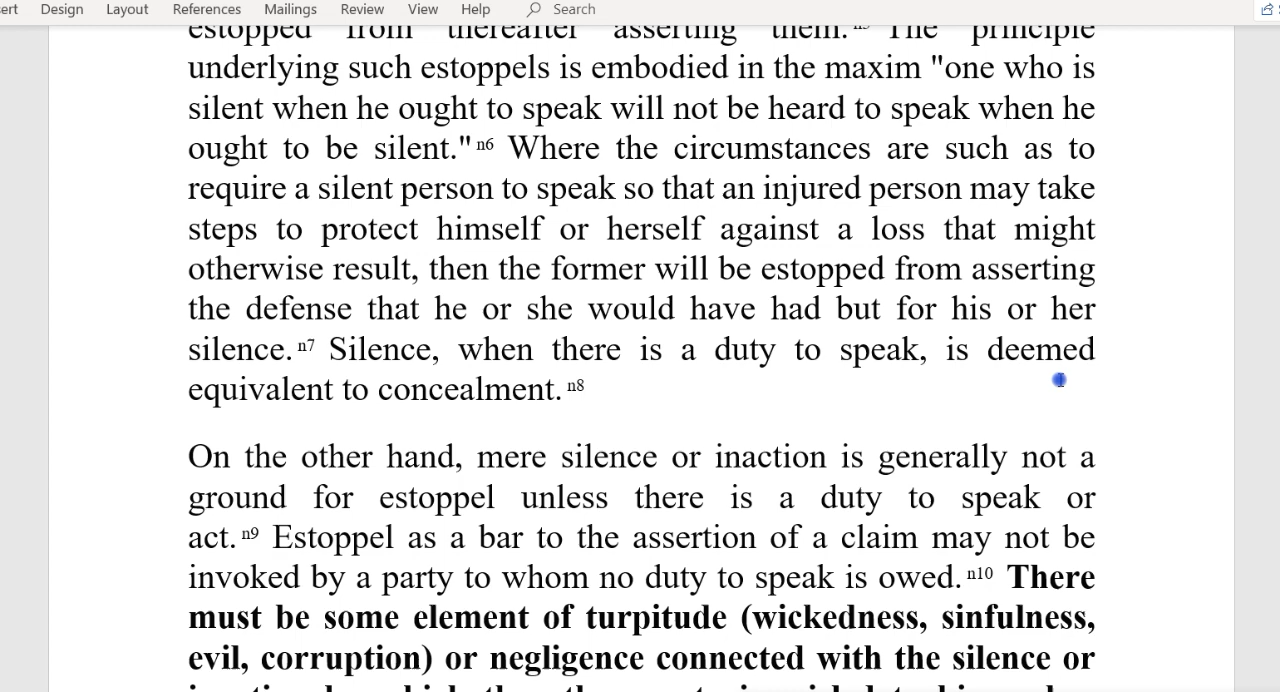 ert Design Layout References Mailings Review View Help Search
estopped from thereafter asserting them. n5 The principle
underlying such estoppels is embodied in the maxim "one who is
silent when he ought to speak will not be heard to speak when he
ought to be silent." n6 Where the circumstances are such as to
require a silent person to speak so that an injured person may take
steps to protect himself or herself against a loss that might
otherwise result, then the former will be estopped from asserting
the defense that he or she would have had but for his or her
silence. n7 Silence, when there is a duty to speak, is deemed
equivalent to concealment. n8
On the other hand, mere silence or inaction is generally not a
ground for estoppel unless there is a duty to speak or
act. n9 Estoppel as a bar to the assertion of a claim may not be
invoked by a party to whom no duty to speak is owed. n10 There
must be some element of turpitude (wickedness, sinfulness,
evil, corruption) or negligence connected with the silence or